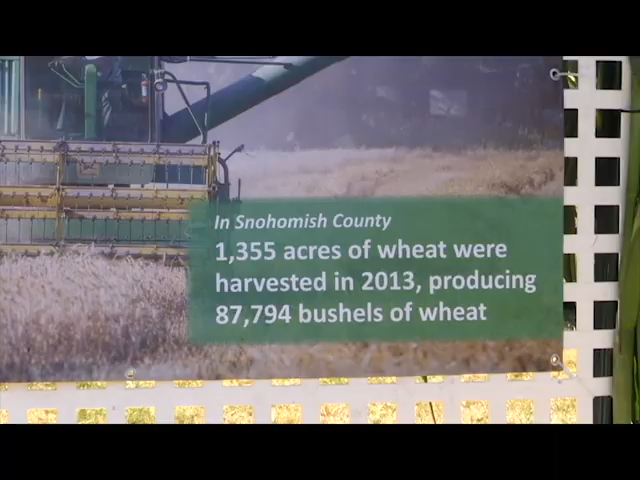 In Snohomish County
1,355 acres of wheat were
harvested in 2013, producing
87,794 bushels of wheat